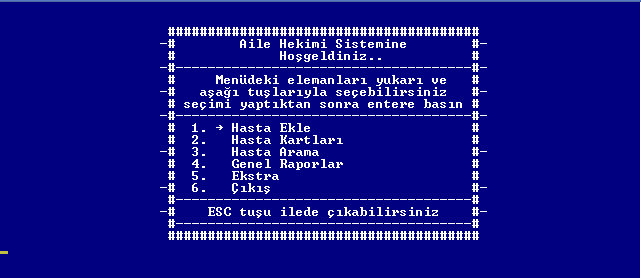 #######################################
-# Aile Hekimi Sistemine #-
# Hoşgeldiniz.. #
-#-------------------------------------#-
# Menüdeki elemanları yukarı ve #
-# aşağı tuşlarıyla seçebilirsiniz #
# seçimi yaptıktan sonra entere basın #
-#-------------------------------------#-
# 1. → Hasta Ekle #
# 2. Hasta Kartları #
-# 3. Hasta Arama #-
# 4. Genel Raporlar #
# 5. Ekstra #
-# 6. Çıkış #-
#-------------------------------------#
-# ESC tuşu ilede çıkabilirsiniz #-
#-------------------------------------#
#######################################